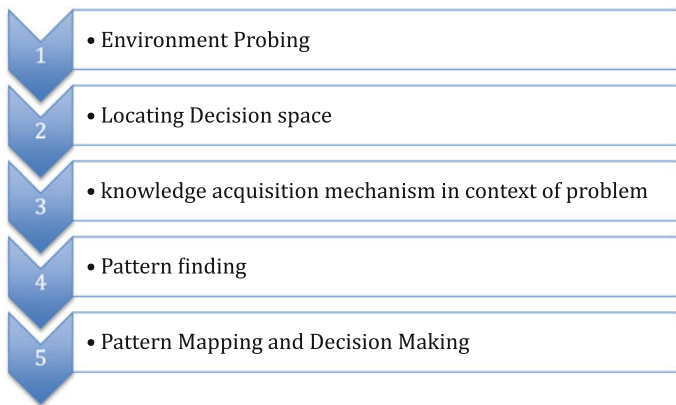 1
• Environment Probing
2
• Locating Decision space
3
• knowledge acquisition mechanism in context of problem
4
• Pattern finding
5
• Pattern Mapping and Decision Making